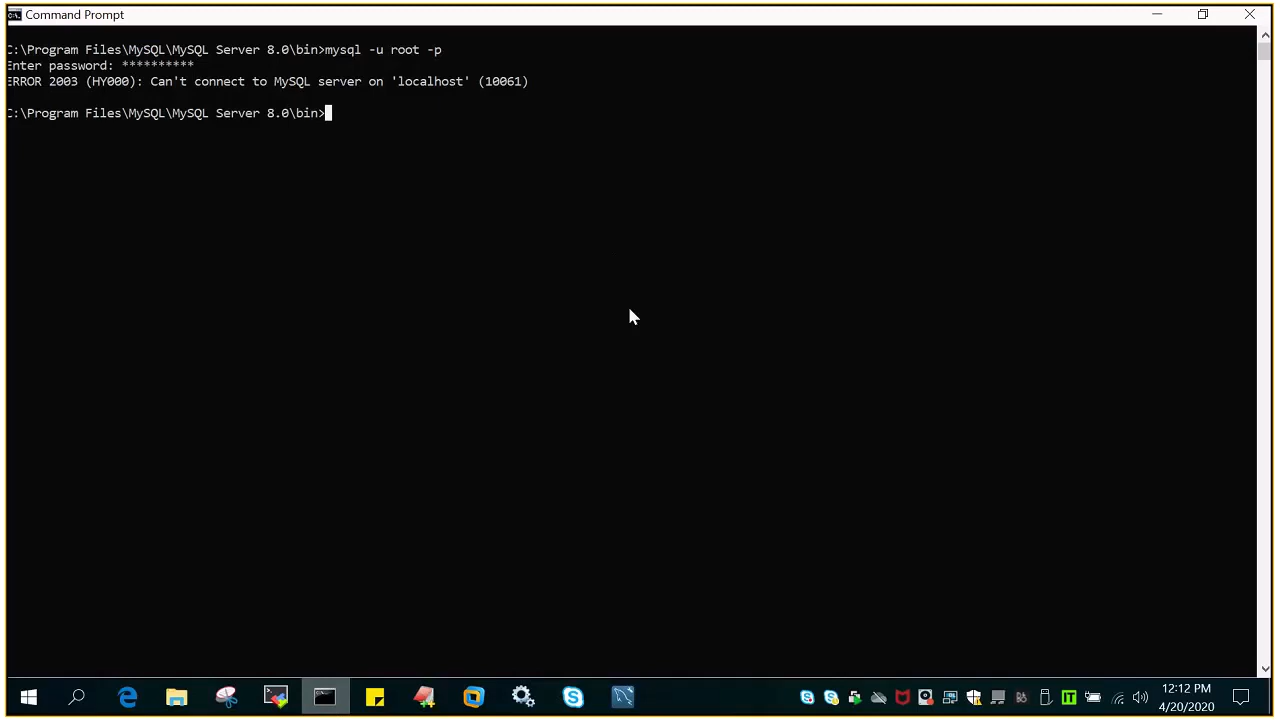 Command Prompt
C:\Program Files\MySQL\MySQL Server 8.0\bin>mysql -u root -p
Enter password: **********
ERROR 2003 (HY000): Can't connect to MySQL server on 'localhost' (10061)
C:\Program Files\MySQL\MySQL Server 8.0\bin>
12:12 PM
4/20/2020